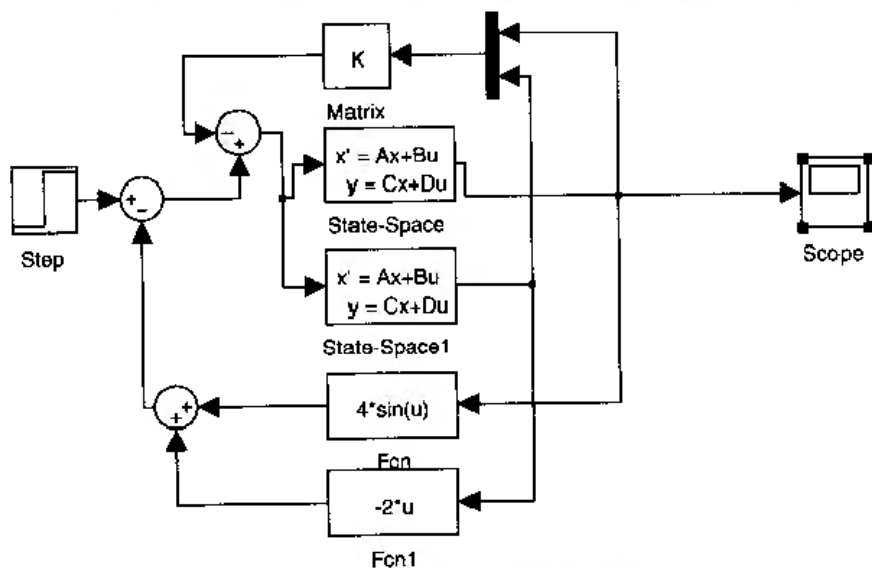 K
Matrix
x' = Ax+Bu
y = Cx+Du
State-Space
Step
Scope
x' = Ax+Bu
y = Cx+Du
State-Space1
4*sin(u)
Fcn
-2*u
Fcn1